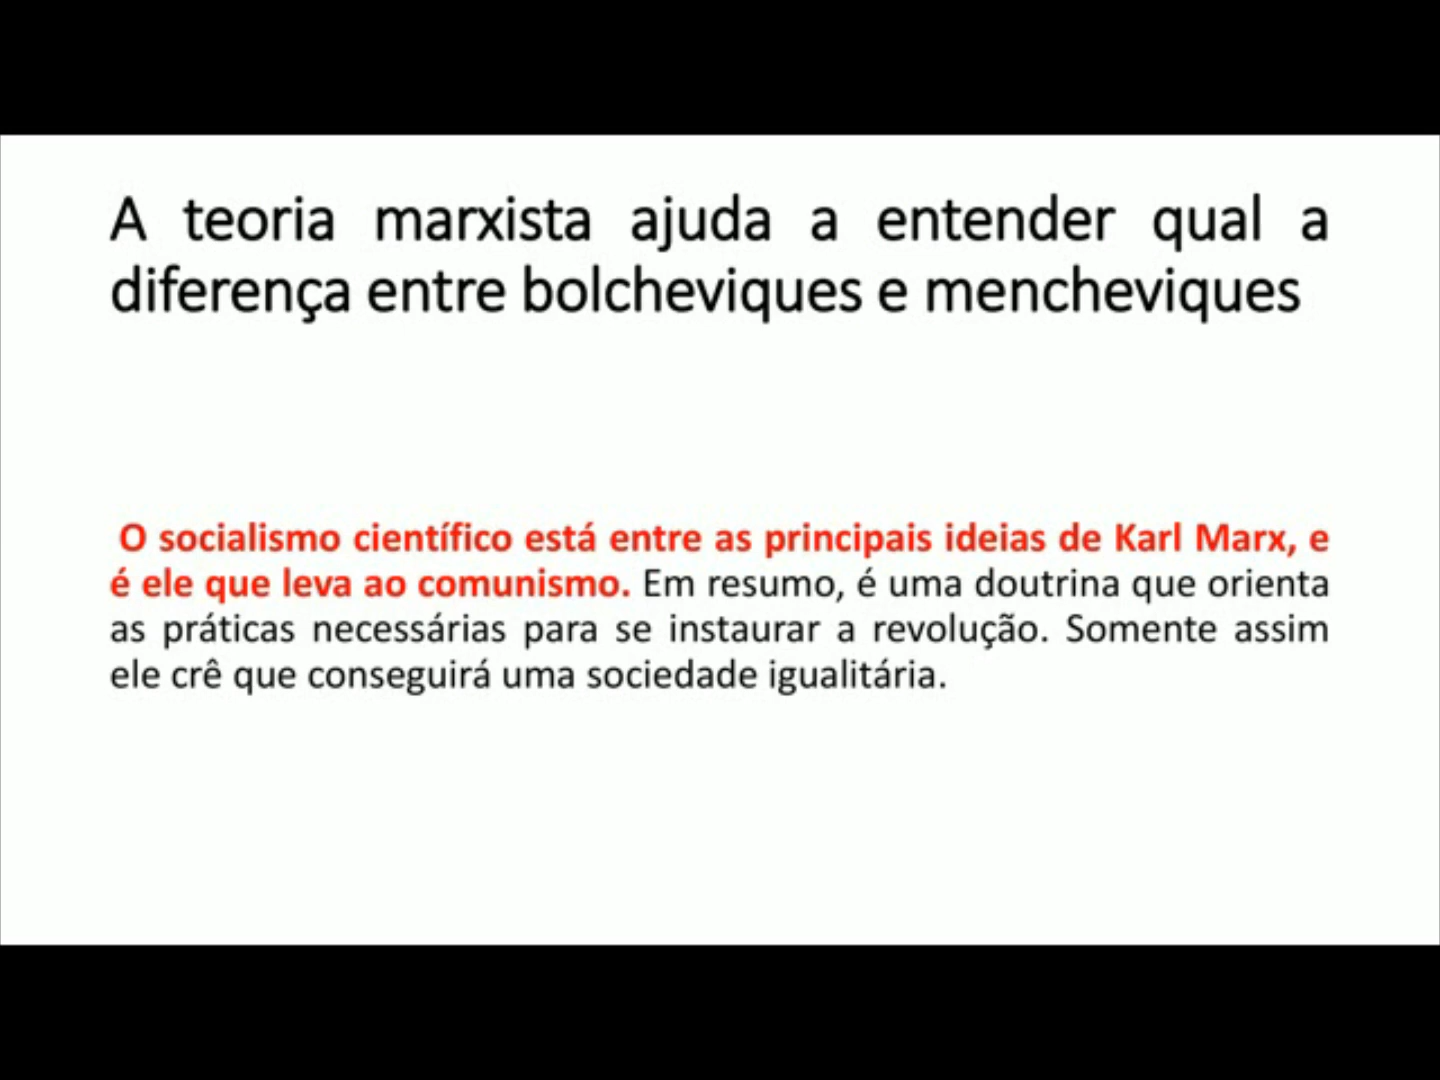 A teoria marxista ajuda a entender qual a
diferença entre bolcheviques e mencheviques
O socialismo científico está entre as principais ideias de Karl Marx, e
é ele que leva ao comunismo. Em resumo, é uma doutrina que orienta
as práticas necessárias para se instaurar a revolução. Somente assim
ele crê que conseguirá uma sociedade igualitária.